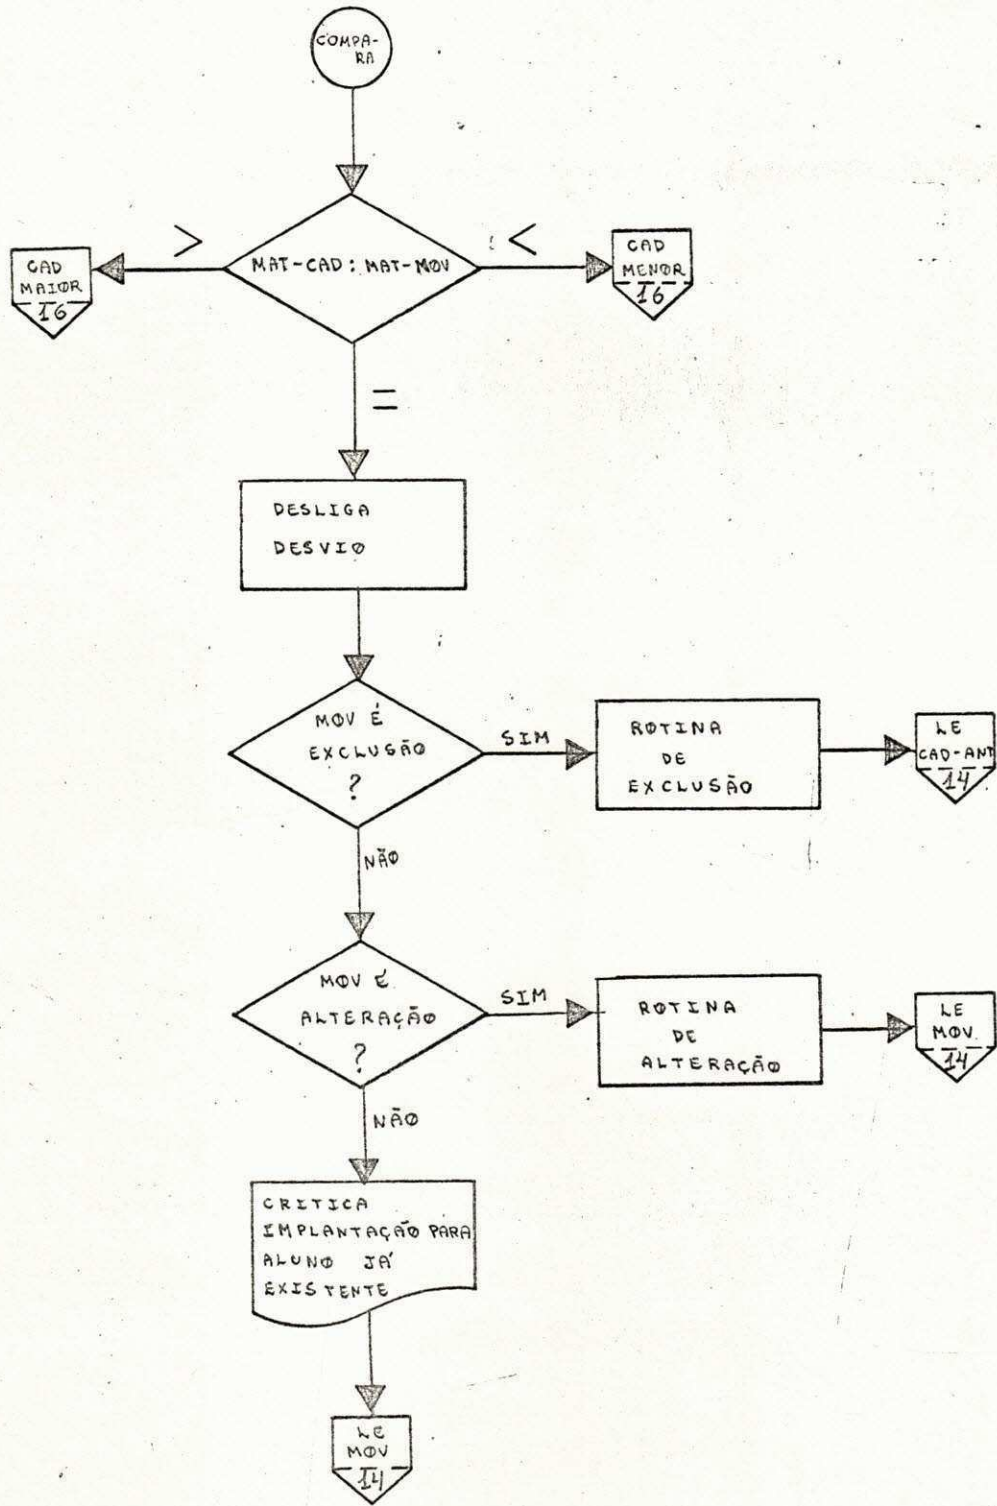 COMPA-
RA
>
<
CAD
MAIOR
16
MAT-CAD: MAT-MOV
CAD
MENOR
16
=
DESLIGA
DESVIO
MOV É
EXCLUSÃO
?
SIM
ROTINA
DE
EXCLUSÃO
LE
CAD-ANT
14
NÃO
MOV É
ALTERAÇÃO
?
SIM
ROTINA
DE
ALTERAÇÃO
LE
MOV.
14
NÃO
CRITICA
IMPLANTAÇÃO PARA
ALUNO JÁ
EXISTENTE
LE
MOV
14